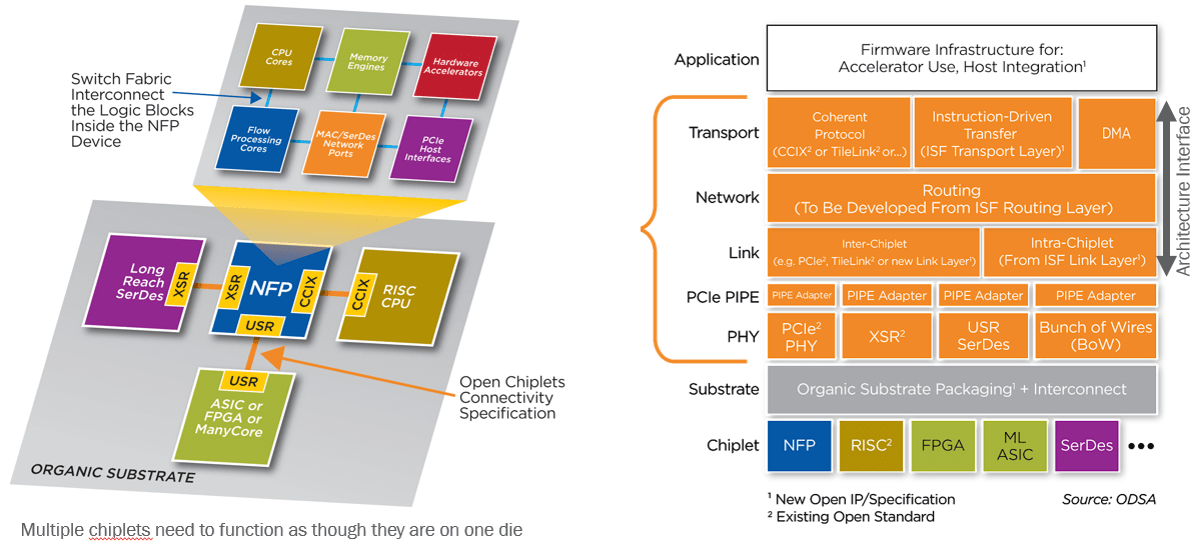 CPU
Cores
Memory
Engines
Hardware
Accelerators
Switch Fabric
Interconnect
the Logic Blocks
Inside the NFP
Device
Flow
Processing
Cores
MAC/SerDes
Network
Ports
PCIe
Host
Interfaces
Long
Reach
SerDes
XSR
XSR
NFP
CCIX
CCIX
RISC
CPU
USR
USR
ASIC or
FPGA or
ManyCore
Open Chiplets
Connectivity
Specification
ORGANIC SUBSTRATE
Multiple chiplets need to function as though they are on one die
Application
Firmware Infrastructure for:
Accelerator Use, Host Integration¹
Transport
Coherent
Protocol
(CCIX² or TileLink² or...)
Instruction-Driven
Transfer
(ISF Transport Layer)¹
DMA
Network
Routing
(To Be Developed From ISF Routing Layer)
Link
Inter-Chiplet
(e.g. PCIe², TileLink² or new Link Layer¹)
Intra-Chiplet
(From ISF Link Layer¹)
Architecture Interface
PCIe PIPE
PIPE Adapter
PIPE Adapter
PIPE Adapter
PIPE Adapter
PHY
PCIe²
PHY
XSR²
USR
SerDes
Bunch of Wires
(BoW)
Substrate
Organic Substrate Packaging¹ + Interconnect
Chiplet
NFP
RISC²
FPGA
ML
ASIC
SerDes
•••
¹ New Open IP/Specification
² Existing Open Standard
Source: ODSA